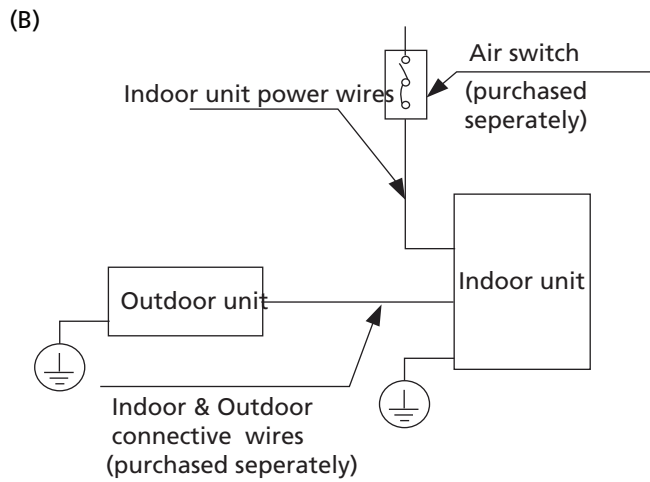 (B)
Air switch
(purchased
seperately)
Indoor unit power wires
Indoor unit
Outdoor unit
Indoor & Outdoor
connective wires
(purchased seperately)